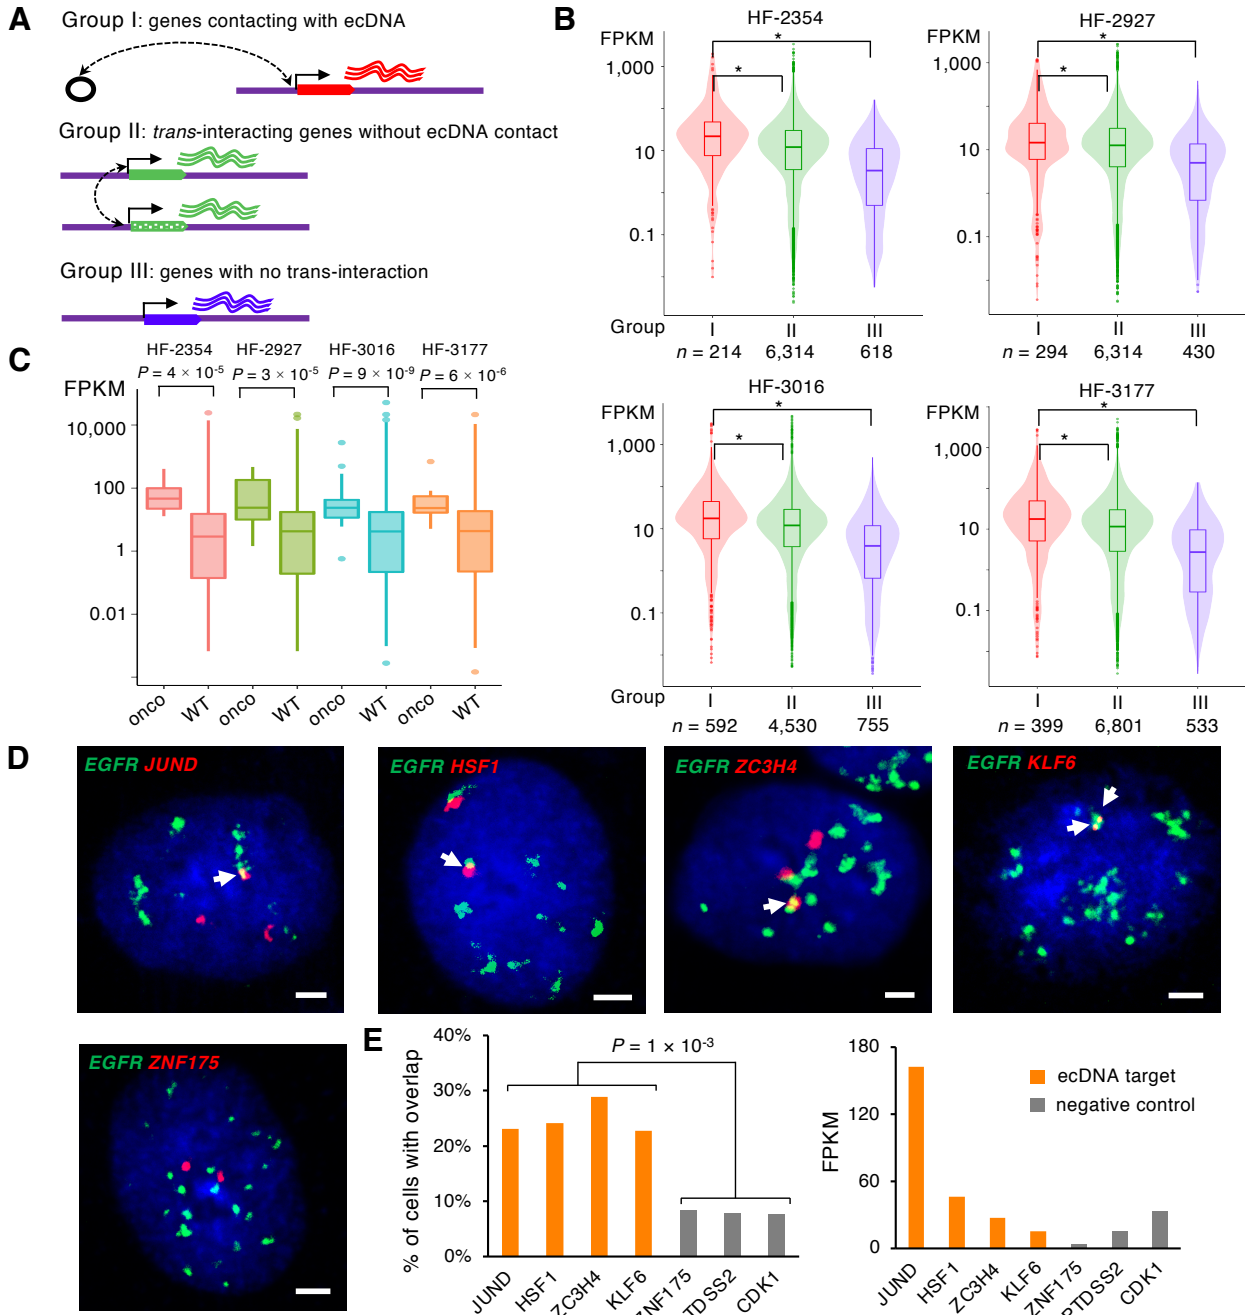 A
Group I: genes contacting with ecDNA
Group II: trans-interacting genes without ecDNA contact
Group III: genes with no trans-interaction
B
HF-2354
FPKM
1,000
10
0.1
*
*
Group I II III
n = 214 6,314 618
HF-2927
FPKM
1,000
10
0.1
*
*
I II III
n = 294 6,314 430
HF-3016
FPKM
1,000
10
0.1
*
*
Group I II III
n = 592 4,530 755
HF-3177
FPKM
1,000
10
0.1
*
*
I II III
n = 399 6,801 533
C
HF-2354 HF-2927 HF-3016 HF-3177
P = 4 × 10-5 P = 3 × 10-5 P = 9 × 10-9 P = 6 × 10-6
FPKM
10,000
100
1
0.01
onco WT onco WT onco WT onco WT
D
EGFR JUND
EGFR HSF1
EGFR ZC3H4
EGFR KLF6
EGFR ZNF175
E
% of cells with overlap
40%
30%
20%
10%
0%
P = 1 × 10-3
JUND HSF1 ZC3H4 KLF6 ZNF175 PTDSS2 CDK1
FPKM
180
120
60
0
ecDNA target
negative control
JUND HSF1 ZC3H4 KLF6 ZNF175 PTDSS2 CDK1